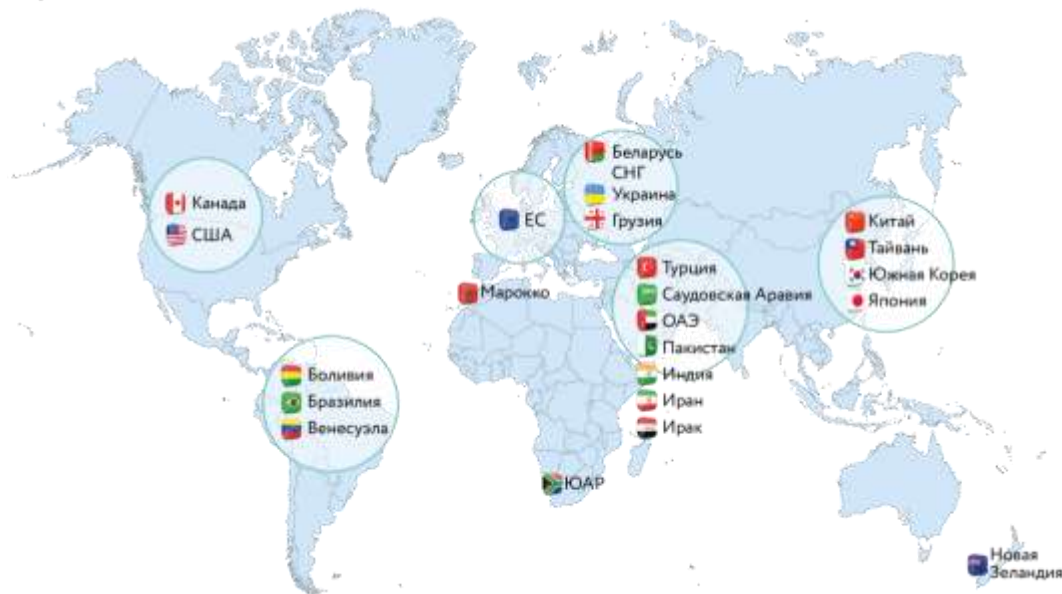 Канада
США
Боливия
Бразилия
Венесуэла
ЕС
Марокко
ЮАР
Беларусь
СНГ
Украина
Грузия
Турция
Саудовская Аравия
ОАЭ
Пакистан
Индия
Иран
Ирак
Китай
Тайвань
Южная Корея
Япония
Новая
Зеландия